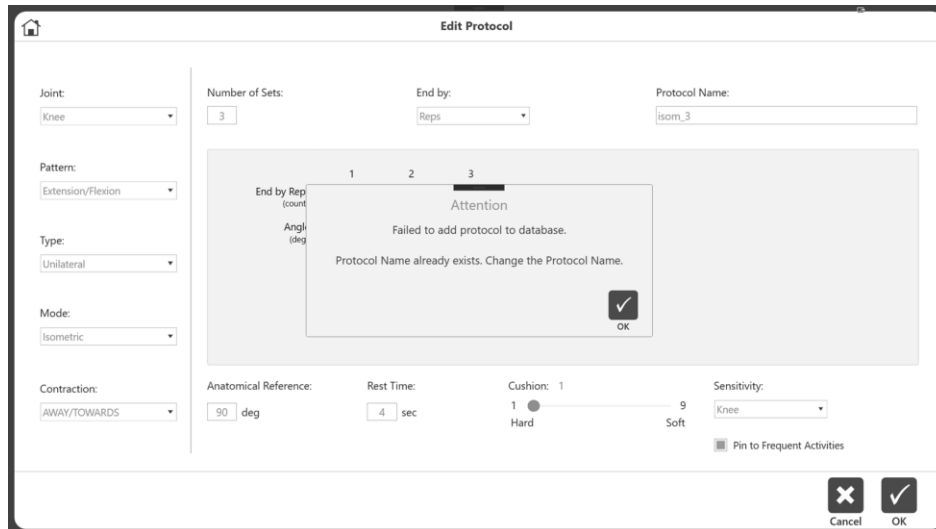 Edit Protocol
Joint:
Knee
Pattern:
Extension/Flexion
Type:
Unilateral
Mode:
Isometric
Contraction:
AWAY/TOWARDS
Number of Sets:
3
End by:
Reps
Protocol Name:
isom_3
1 2 3
End by Rep
(count
Angl
(deg
Attention
Failed to add protocol to database.
Protocol Name already exists. Change the Protocol Name.
OK
Anatomical Reference:
90 deg
Rest Time:
4 sec
Cushion: 1
1 9
Hard Soft
Sensitivity:
Knee
Pin to Frequent Activities
Cancel OK